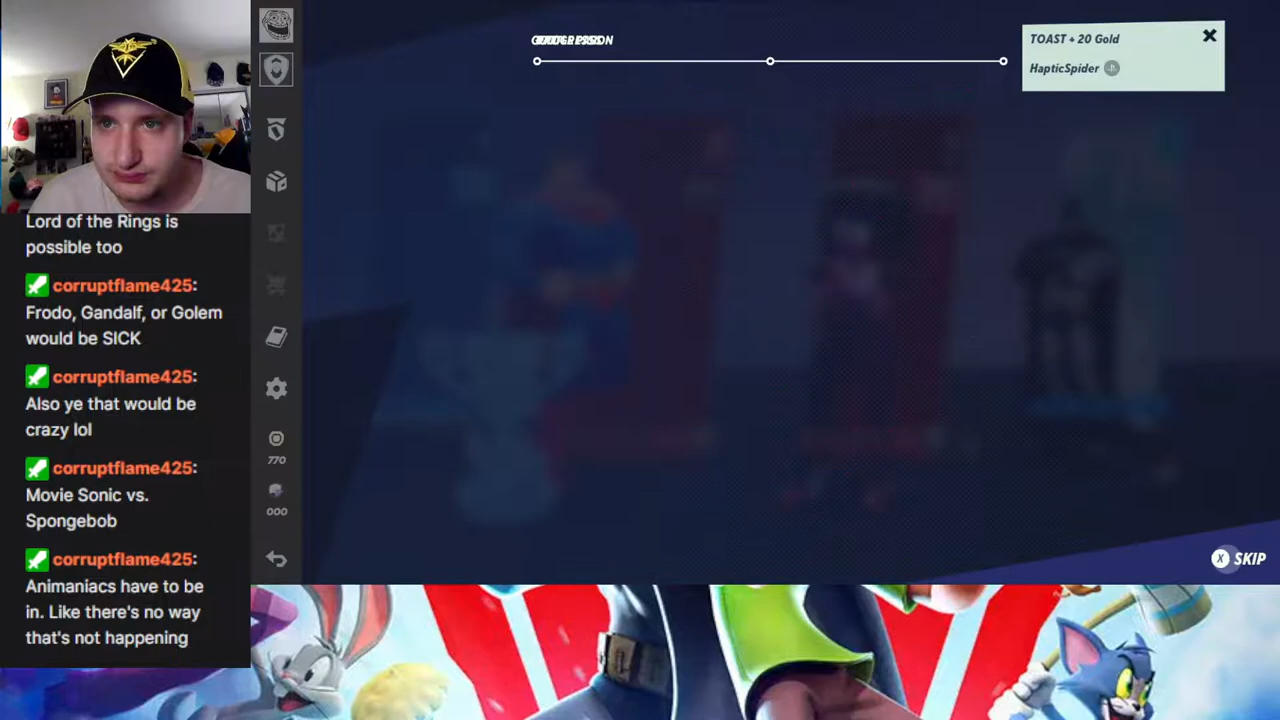 TOAST + 20 Gold
HapticSpider
Lord of the Rings is
possible too
corruptflame425:
Frodo, Gandalf, or Golem
would be SICK
corruptflame425:
Also ye that would be
crazy lol
corruptflame425:
Movie Sonic vs.
Spongebob
corruptflame425:
Animaniacs have to be
in. Like there's no way
that's not happening
770
000
X SKIP